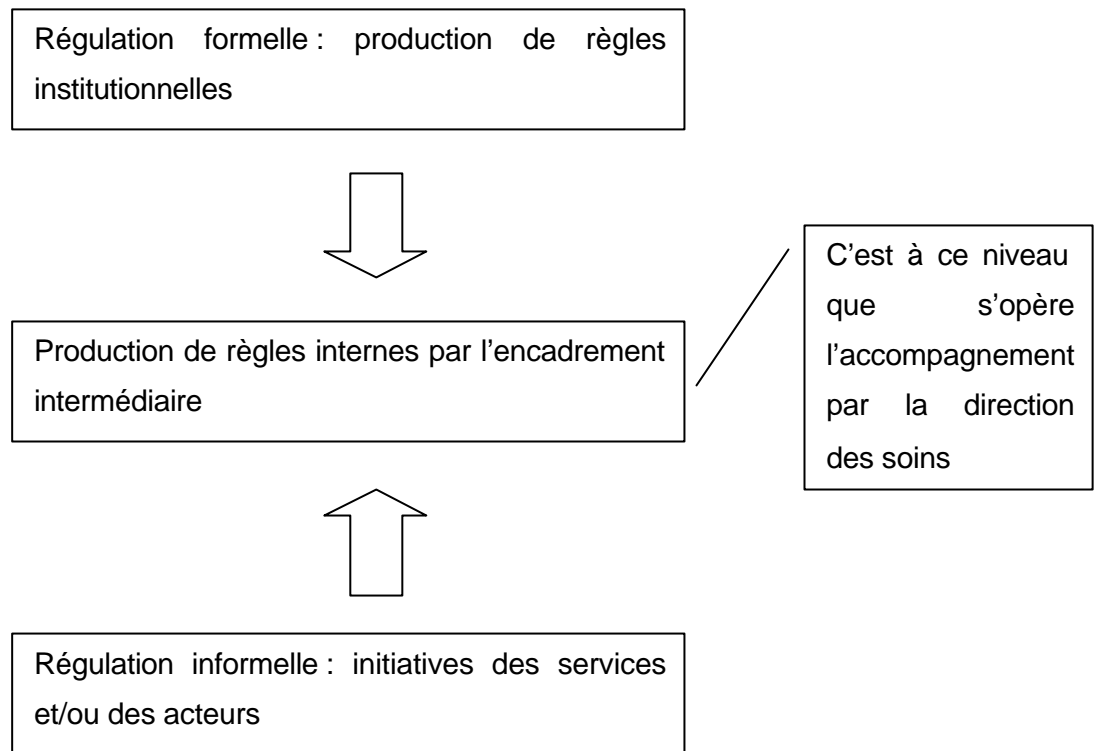 Régulation formelle : production de règles
institutionnelles
Production de règles internes par l’encadrement
intermédiaire
C’est à ce niveau
que s’opère
l’accompagnement
par la direction
des soins
Régulation informelle : initiatives des services
et/ou des acteurs